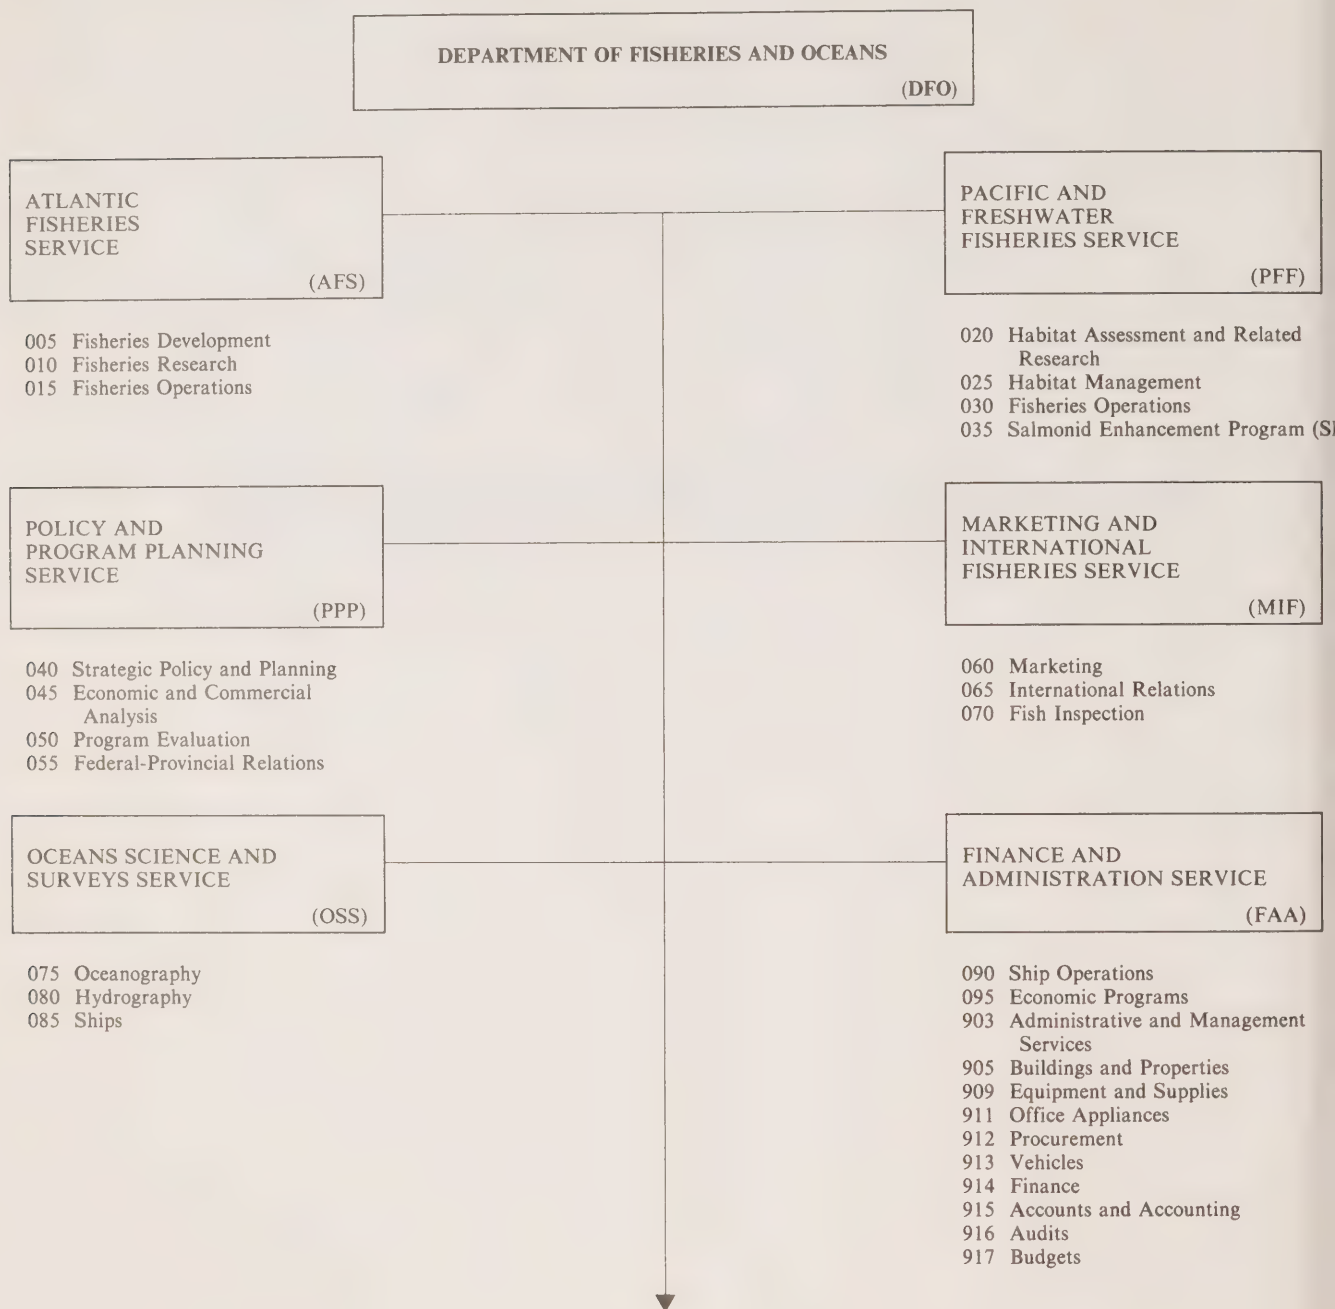 DEPARTMENT OF FISHERIES AND OCEANS
(DFO)
ATLANTIC
FISHERIES
SERVICE
(AFS)
005 Fisheries Development
010 Fisheries Research
015 Fisheries Operations
PACIFIC AND
FRESHWATER
FISHERIES SERVICE
(PFF)
020 Habitat Assessment and Related
Research
025 Habitat Management
030 Fisheries Operations
035 Salmonid Enhancement Program
POLICY AND
PROGRAM PLANNING
SERVICE
(PPP)
040 Strategic Policy and Planning
045 Economic and Commercial
Analysis
050 Program Evaluation
055 Federal-Provincial Relations
MARKETING AND
INTERNATIONAL
FISHERIES SERVICE
(MIF)
060 Marketing
065 International Relations
070 Fish Inspection
OCEANS SCIENCE AND
SURVEYS SERVICE
(OSS)
075 Oceanography
080 Hydrography
085 Ships
FINANCE AND
ADMINISTRATION SERVICE
(FAA)
090 Ship Operations
095 Economic Programs
903 Administrative and Management
Services
905 Buildings and Properties
909 Equipment and Supplies
911 Office Appliances
912 Procurement
913 Vehicles
914 Finance
915 Accounts and Accounting
916 Audits
917 Budgets